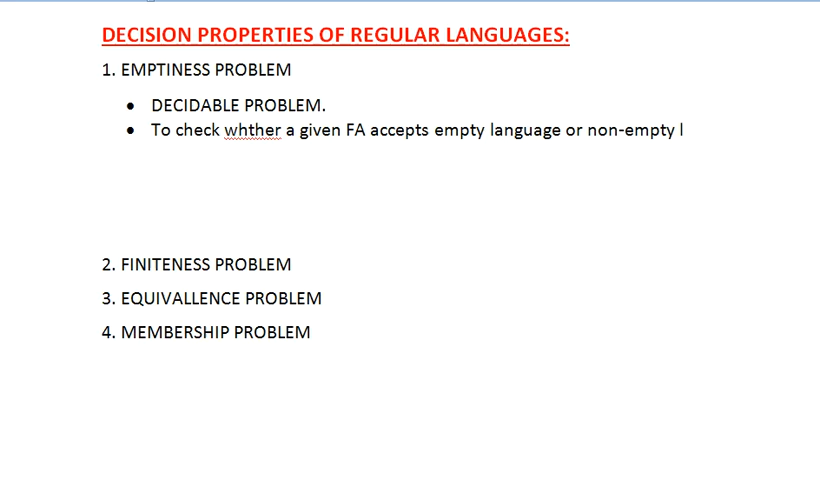 DECISION PROPERTIES OF REGULAR LANGUAGES:
1. EMPTINESS PROBLEM
• DECIDABLE PROBLEM.
• To check whther a given FA accepts empty language or non-empty l
2. FINITENESS PROBLEM
3. EQUIVALLENCE PROBLEM
4. MEMBERSHIP PROBLEM